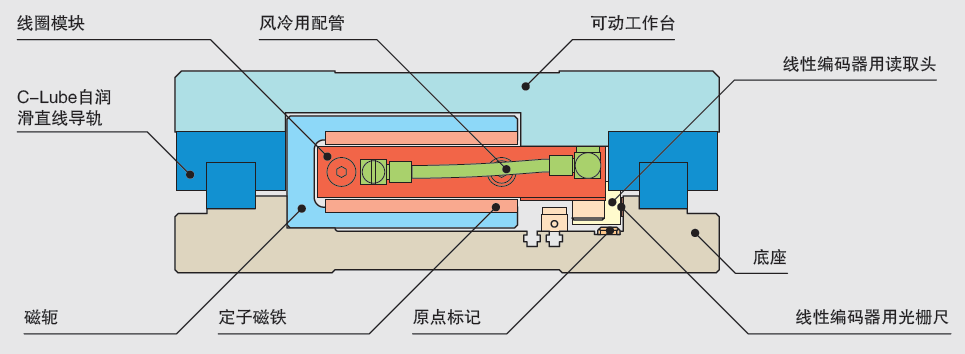 线圈模块
风冷用配管
可动工作台
线性编码器用读取头
C-Lube自润
滑直线导轨
底座
磁轭
定子磁铁
原点标记
线性编码器用光栅尺